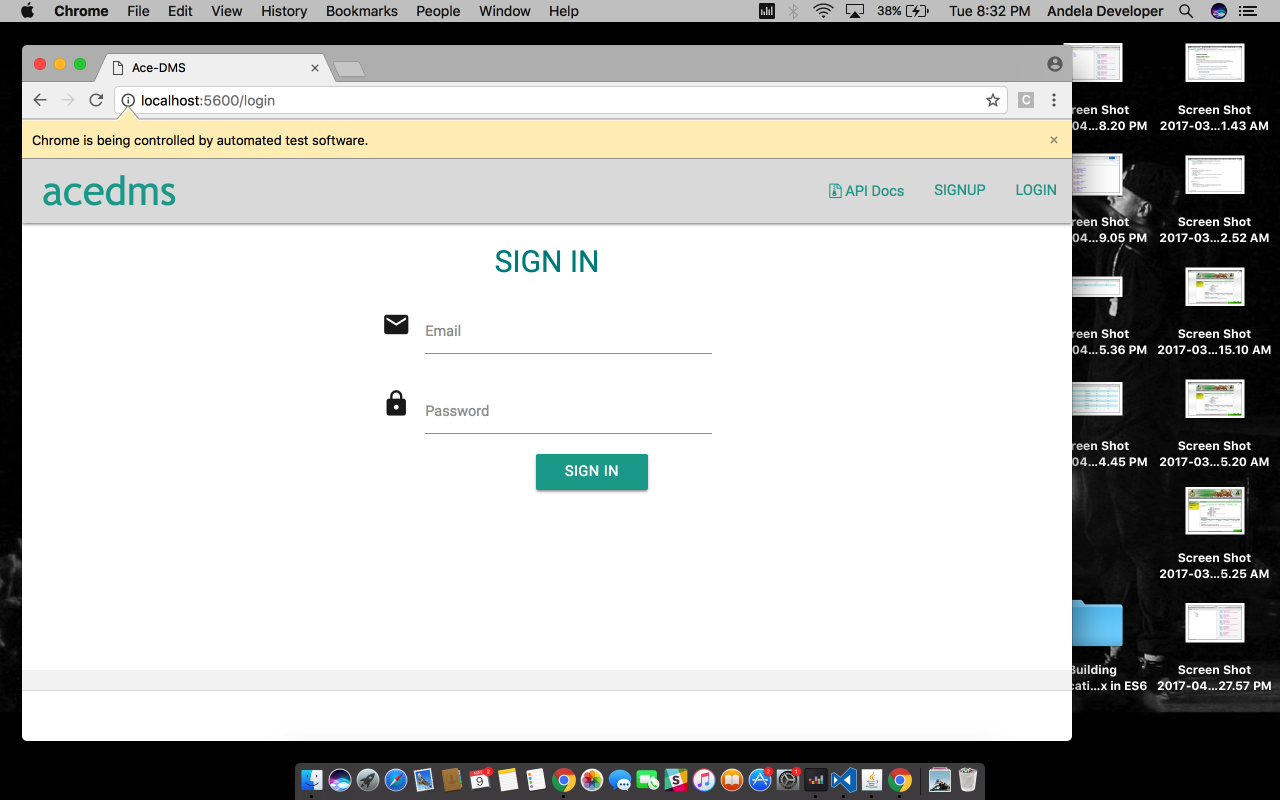 Chrome File Edit View History Bookmarks People Window Help 38% Tue 8:32 PM Andela Developer
Ace-DMS
localhost:5600/login
Chrome is being controlled by automated test software.
acedms
API Docs SIGNUP LOGIN
SIGN IN
Email
Password
SIGN IN
reen Shot
04...8.20 PM
Screen Shot
2017-03...1.43 AM
reen Shot
04...9.05 PM
Screen Shot
2017-03...2.52 AM
reen Shot
04...5.36 PM
Screen Shot
2017-03...15.10 AM
reen Shot
04...4.45 PM
Screen Shot
2017-03...5.20 AM
Screen Shot
2017-03...5.25 AM
Building
cati...x in ES6
Screen Shot
2017-04...27.57 PM